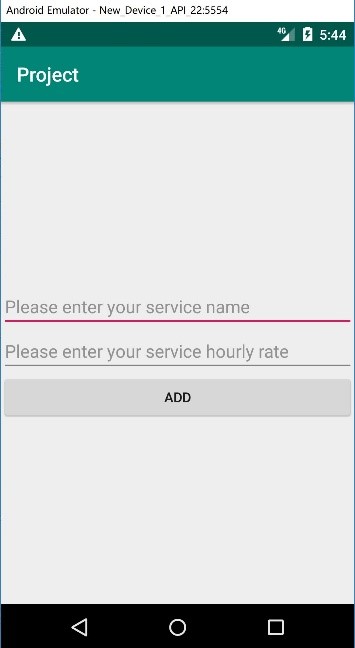 Android Emulator - New_Device_1_API_22:5554
4G 5:44
Project
Please enter your service name
Please enter your service hourly rate
ADD